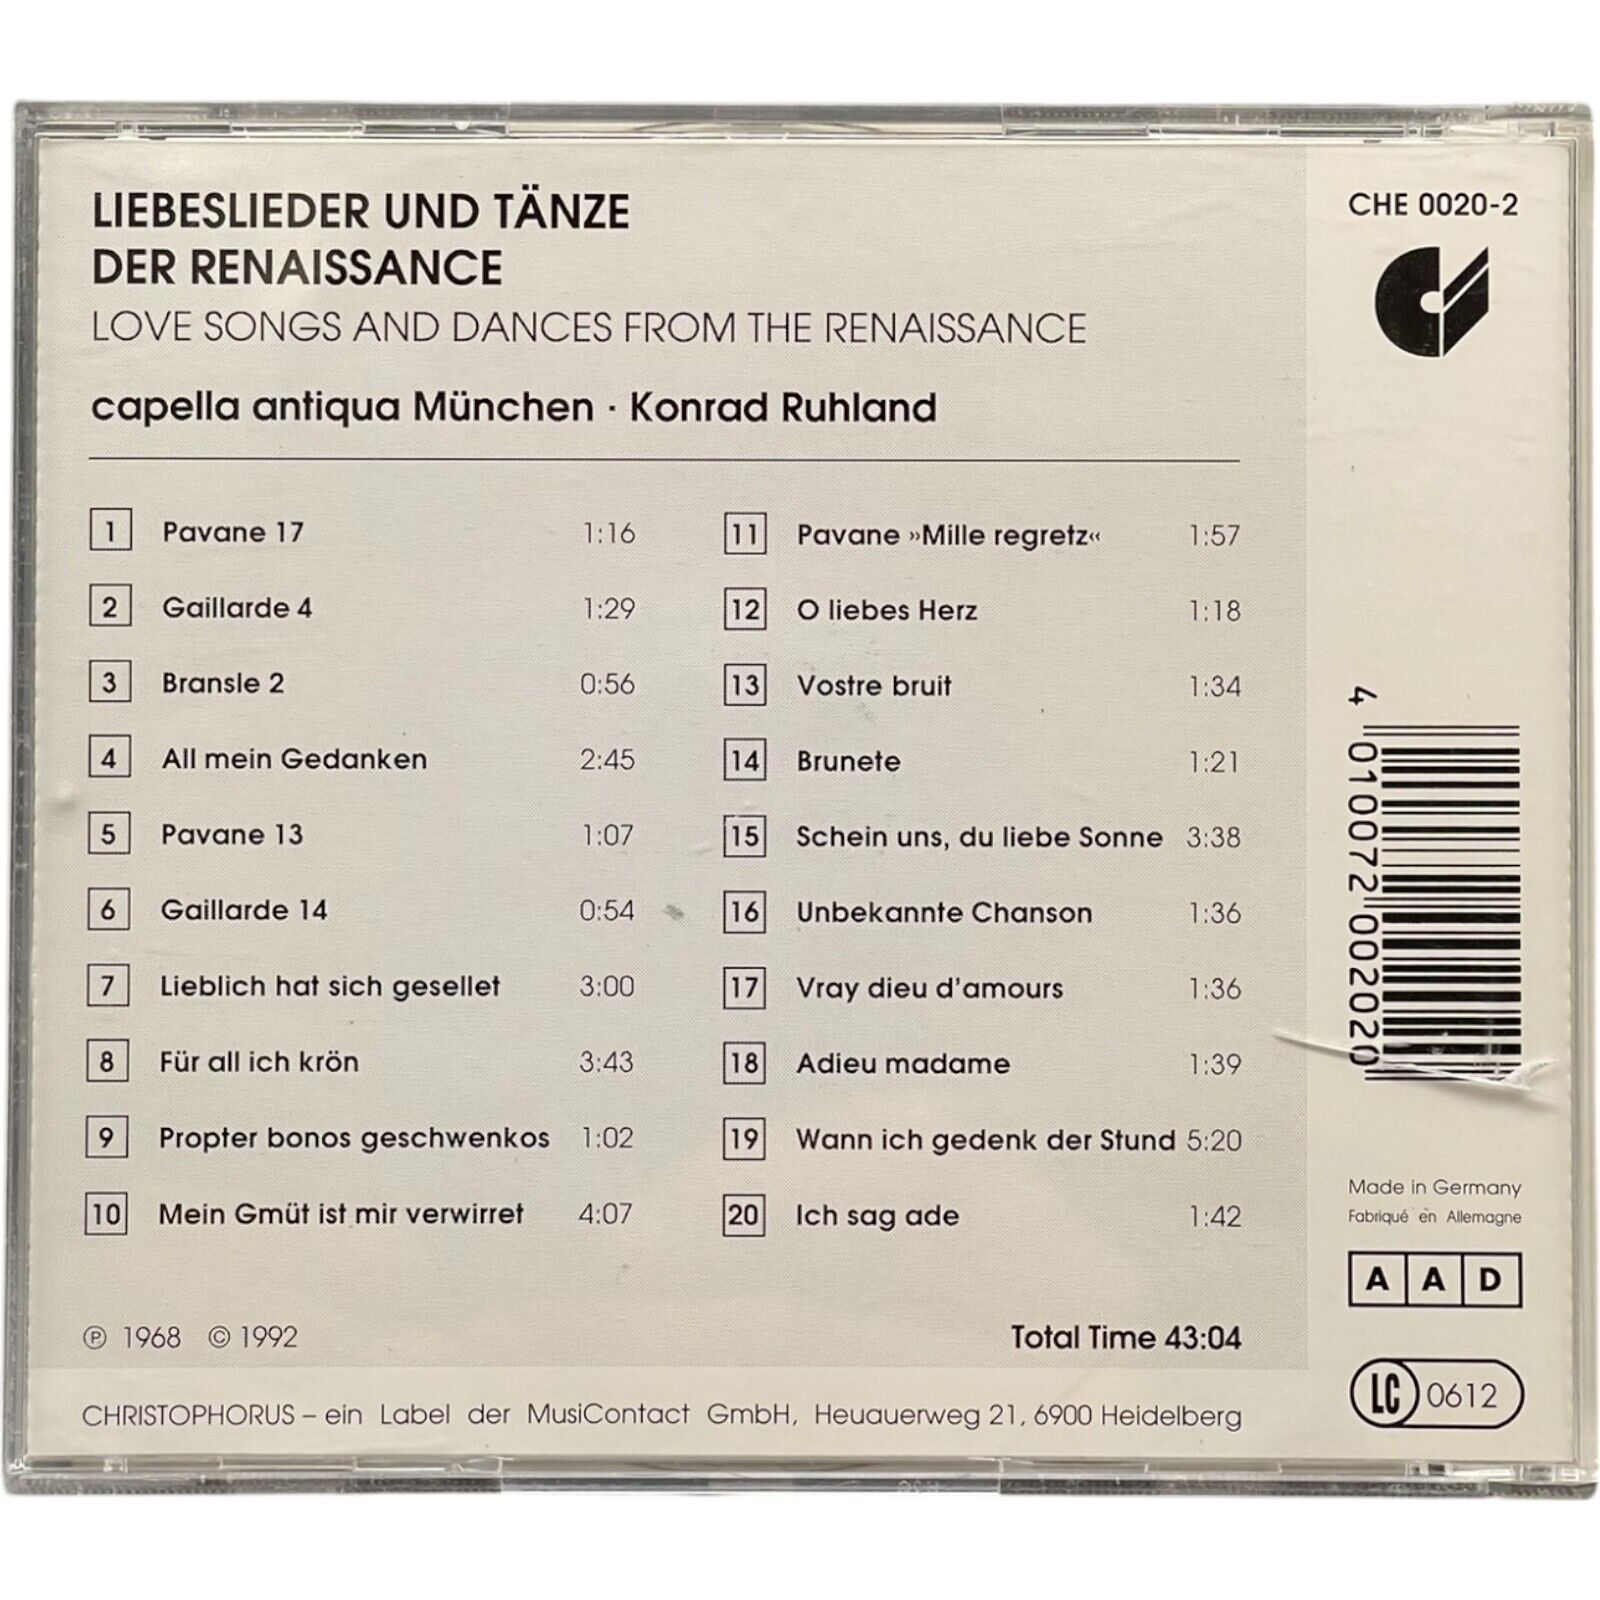 LIEBESLIEDER UND TÄNZE
DER RENAISSANCE
LOVE SONGS AND DANCES FROM THE RENAISSANCE
capella antiqua München · Konrad Ruhland
1 Pavane 17 1:16
2 Gaillarde 4 1:29
3 Bransle 2 0:56
4 All mein Gedanken 2:45
5 Pavane 13 1:07
6 Gaillarde 14 0:54
7 Lieblich hat sich gesellet 3:00
8 Für all ich krön 3:43
9 Propter bonos geschwenkos 1:02
10 Mein Gmüt ist mir verwirret 4:07
11 Pavane »Mille regretz« 1:57
12 O liebes Herz 1:18
13 Vostre bruit 1:34
14 Brunete 1:21
15 Schein uns, du liebe Sonne 3:38
16 Unbekannte Chanson 1:36
17 Vray dieu d'amours 1:36
18 Adieu madame 1:39
19 Wann ich gedenk der Stund 5:20
20 Ich sag ade 1:42
℗ 1968 © 1992
Total Time 43:04
CHRISTOPHORUS – ein Label der MusiContact GmbH, Heuauerweg 21, 6900 Heidelberg
CHE 0020-2
4 010072 002020
Made in Germany
Fabriqué en Allemagne
A A D
LC 0612